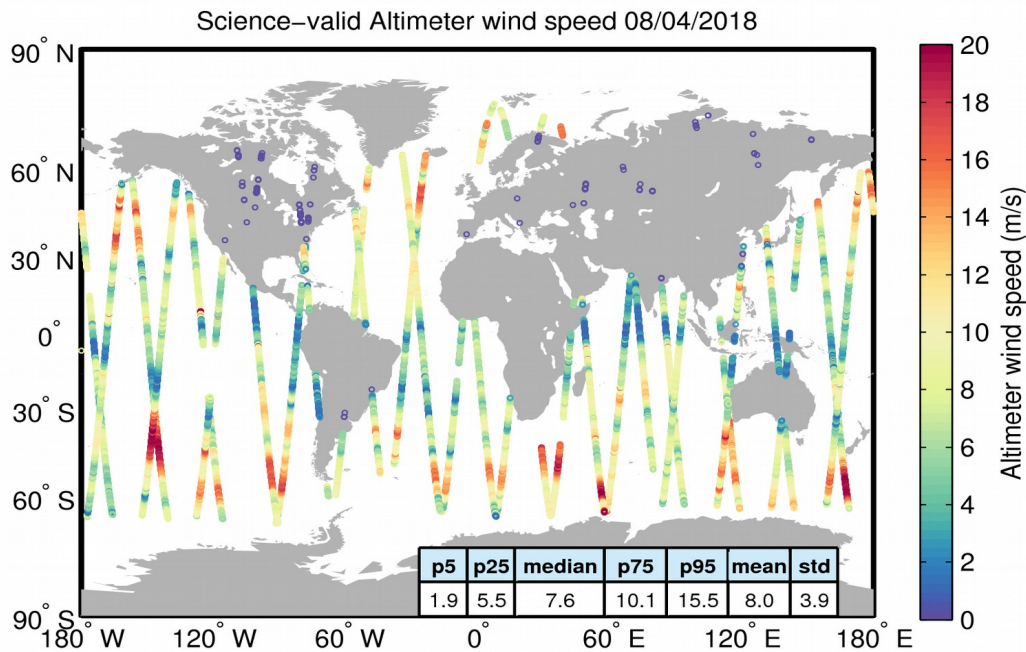 Science−valid Altimeter wind speed 08/04/2018
90° N
60° N
30° N
0°
30° S
60° S
90° S
180° W
120° W
60° W
0°
60° E
120° E
180° E
p5 p25 median p75 p95 mean std
1.9 5.5 7.6 10.1 15.5 8.0 3.9
20
18
16
14
12
10
8
6
4
2
0
Altimeter wind speed (m/s)